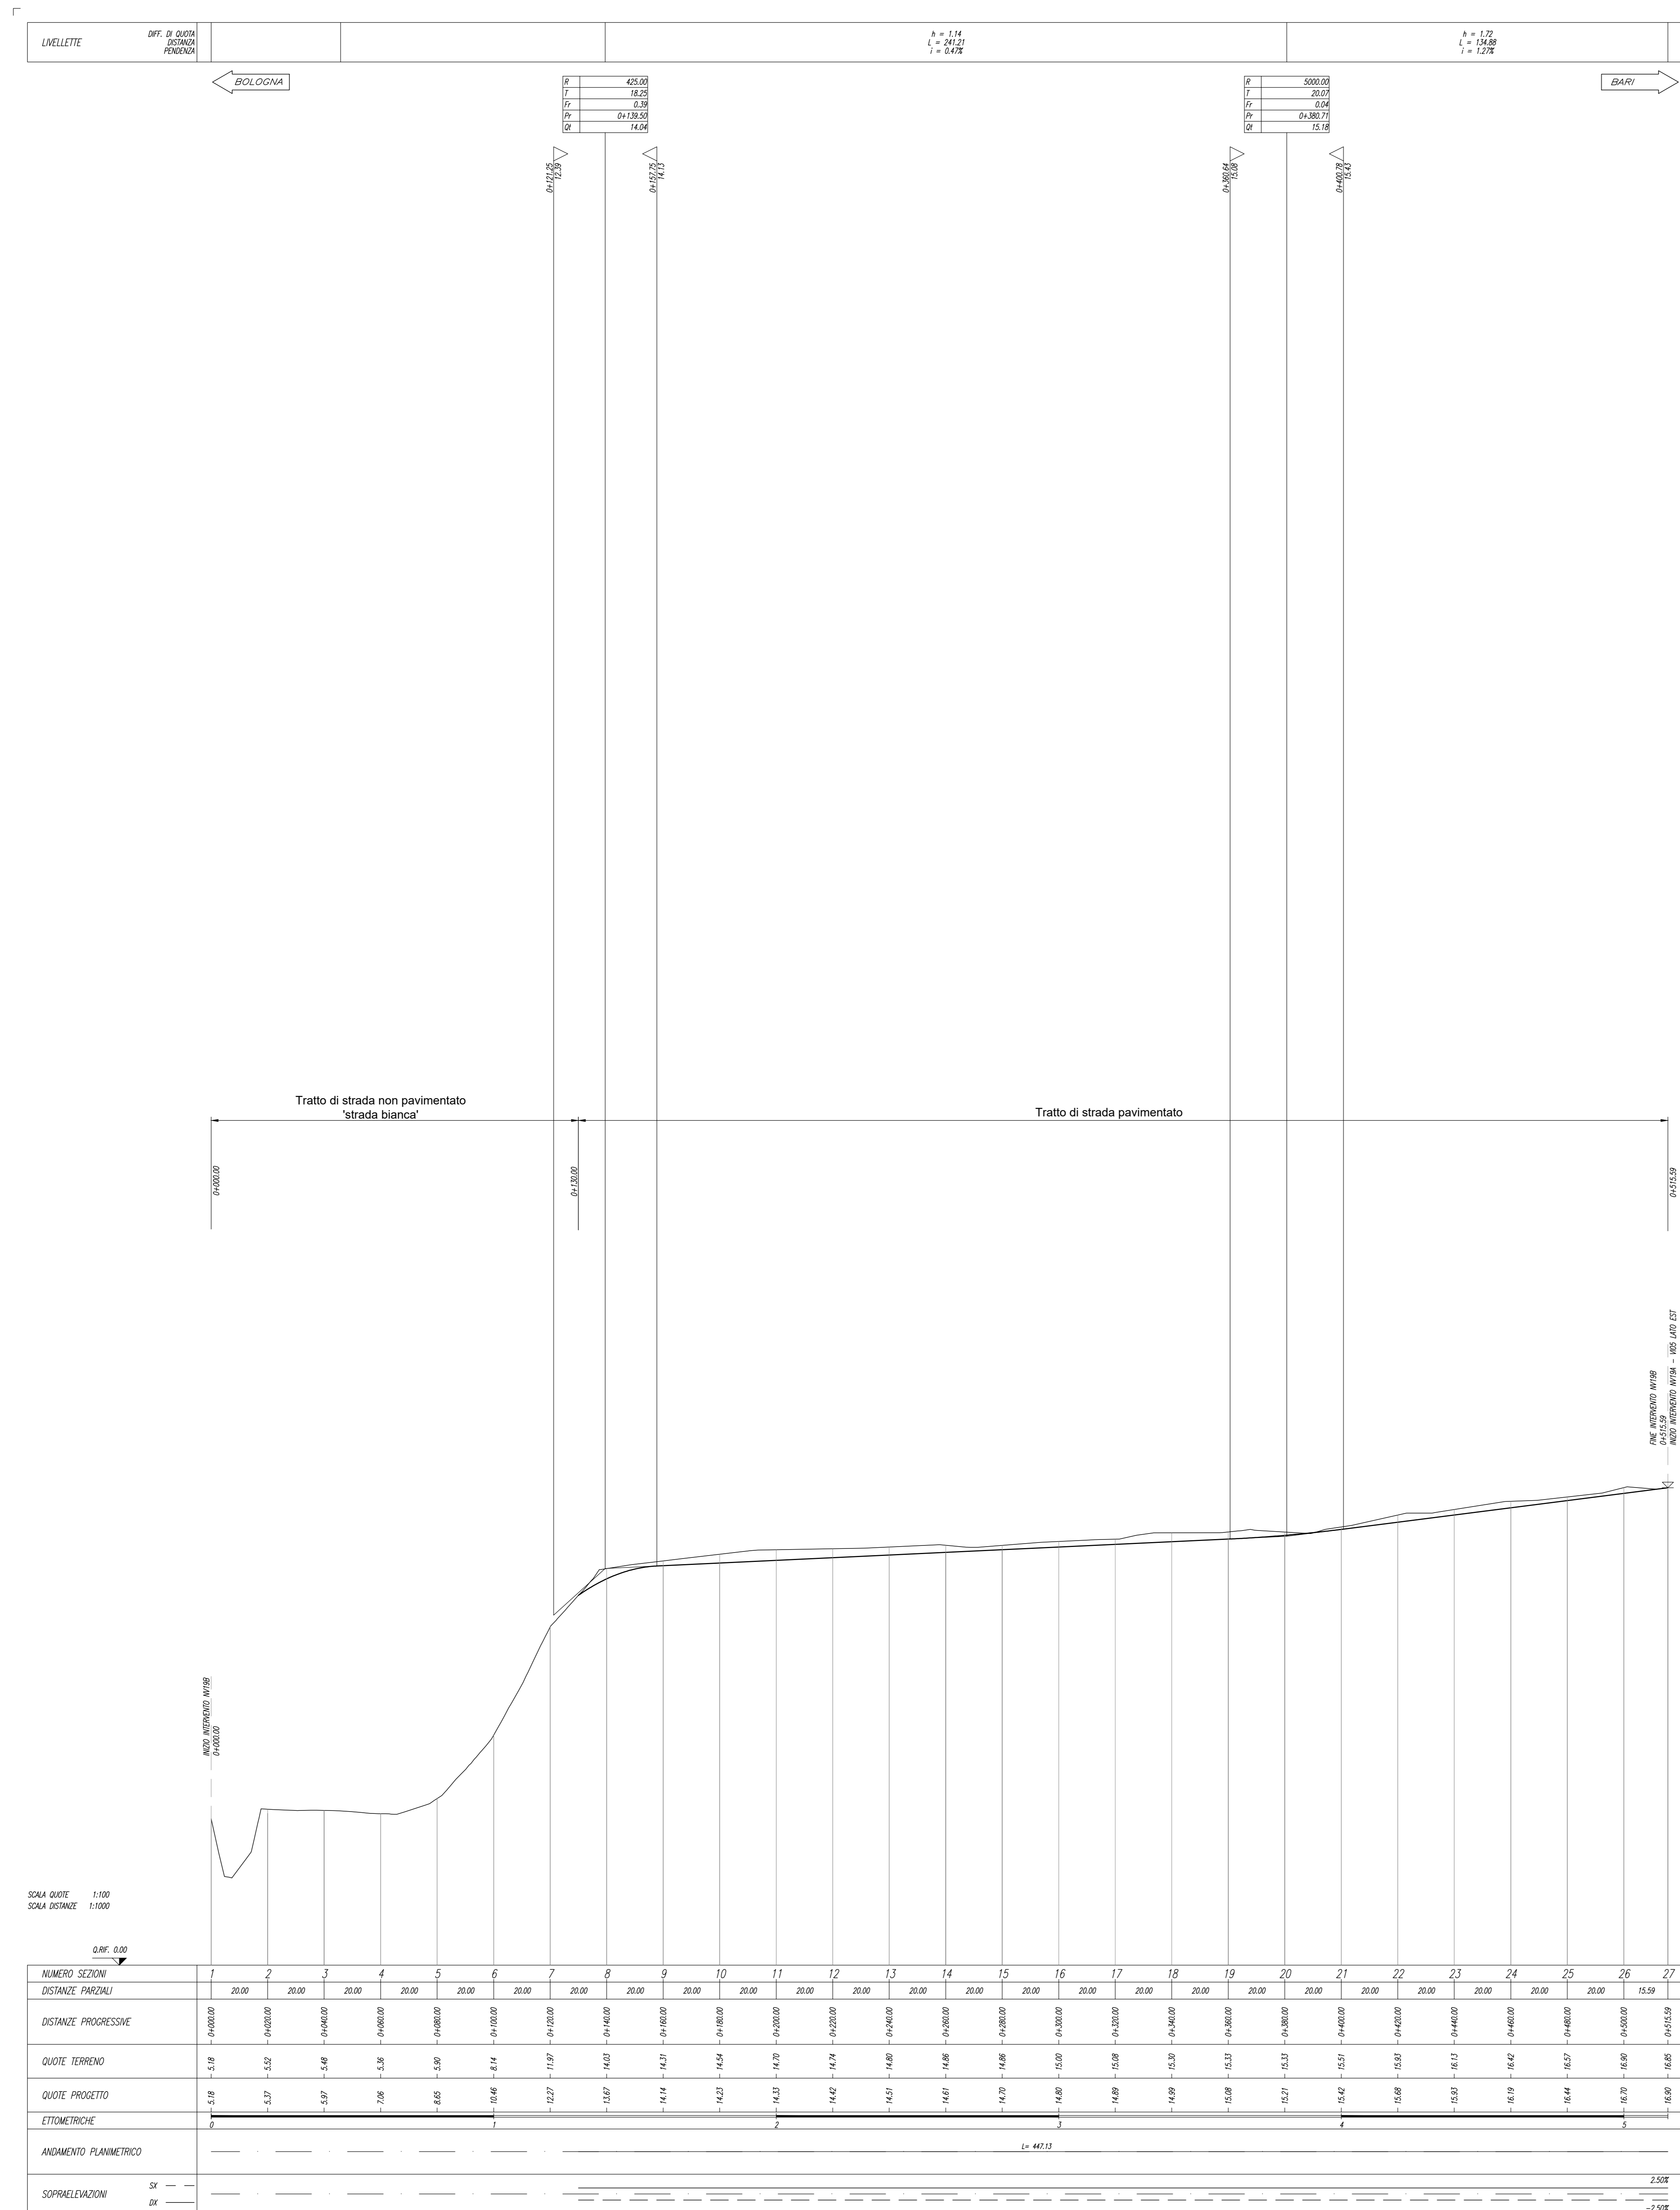 LIVELLETTE
DIFF. DI QUOTA
DISTANZA
PENDENZA
h = 1.14
L = 241.21
i = 0.47%
h = 1.72
L = 134.88
i = 1.27%
BOLOGNA
BARI
R 425.00
T 18.25
Fr 0.39
Pr 0+139.50
Qt 14.04
R 5000.00
T 20.07
Fr 0.04
Pr 0+380.71
Qt 15.18
0+121.25
12.39
0+157.75
14.13
0+360.64
15.08
0+400.78
15.43
Tratto di strada non pavimentato
'strada bianca'
Tratto di strada pavimentato
0+000.00
0+130.00
0+515.59
FINE INTERVENTO NV19B
0+515.59
INIZIO INTERVENTO NV19A - VI05 LATO EST
INIZIO INTERVENTO NV19B
0+000.00
SCALA QUOTE 1:100
SCALA DISTANZE 1:1000
Q.RIF. 0.00
NUMERO SEZIONI 1 2 3 4 5 6 7 8 9 10 11 12 13 14 15 16 17 18 19 20 21 22 23 24 25 26 27
DISTANZE PARZIALI 20.00 20.00 20.00 20.00 20.00 20.00 20.00 20.00 20.00 20.00 20.00 20.00 20.00 20.00 20.00 20.00 20.00 20.00 20.00 20.00 20.00 20.00 20.00 20.00 20.00 15.59
DISTANZE PROGRESSIVE 0+000.00 0+020.00 0+040.00 0+060.00 0+080.00 0+100.00 0+120.00 0+140.00 0+160.00 0+180.00 0+200.00 0+220.00 0+240.00 0+260.00 0+280.00 0+300.00 0+320.00 0+340.00 0+360.00 0+380.00 0+400.00 0+420.00 0+440.00 0+460.00 0+480.00 0+500.00 0+515.59
QUOTE TERRENO 5.18 5.52 5.48 5.36 5.90 8.14 11.97 14.03 14.31 14.54 14.70 14.74 14.80 14.86 14.86 15.00 15.08 15.30 15.33 15.33 15.51 15.93 16.13 16.42 16.57 16.90 16.85
QUOTE PROGETTO 5.18 5.37 5.97 7.06 8.65 10.46 12.27 13.67 14.14 14.23 14.33 14.42 14.51 14.61 14.70 14.80 14.89 14.99 15.08 15.21 15.42 15.68 15.93 16.19 16.44 16.70 16.90
ETTOMETRICHE 0 1 2 3 4 5
ANDAMENTO PLANIMETRICO L= 447.13
SOPRAELEVAZIONI
SX
DX
2.50%
-2.50%